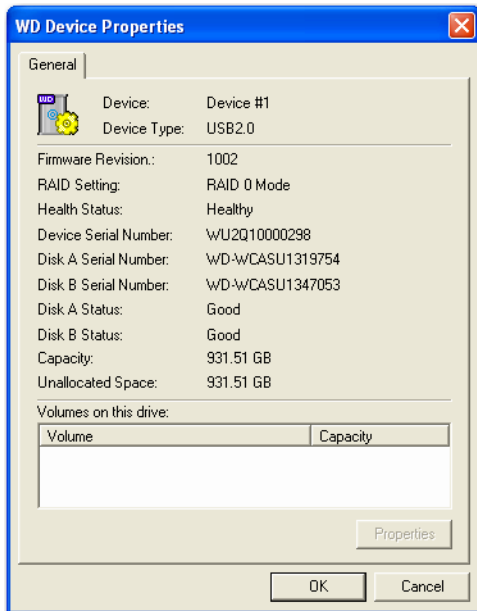 WD Device Properties
General
WD
Device: Device #1
Device Type: USB2.0
Firmware Revision.: 1002
RAID Setting: RAID 0 Mode
Health Status: Healthy
Device Serial Number: WU2Q10000298
Disk A Serial Number: WD-WCASU1319754
Disk B Serial Number: WD-WCASU1347053
Disk A Status: Good
Disk B Status: Good
Capacity: 931.51 GB
Unallocated Space: 931.51 GB
Volumes on this drive:
Volume Capacity
Properties
OK Cancel